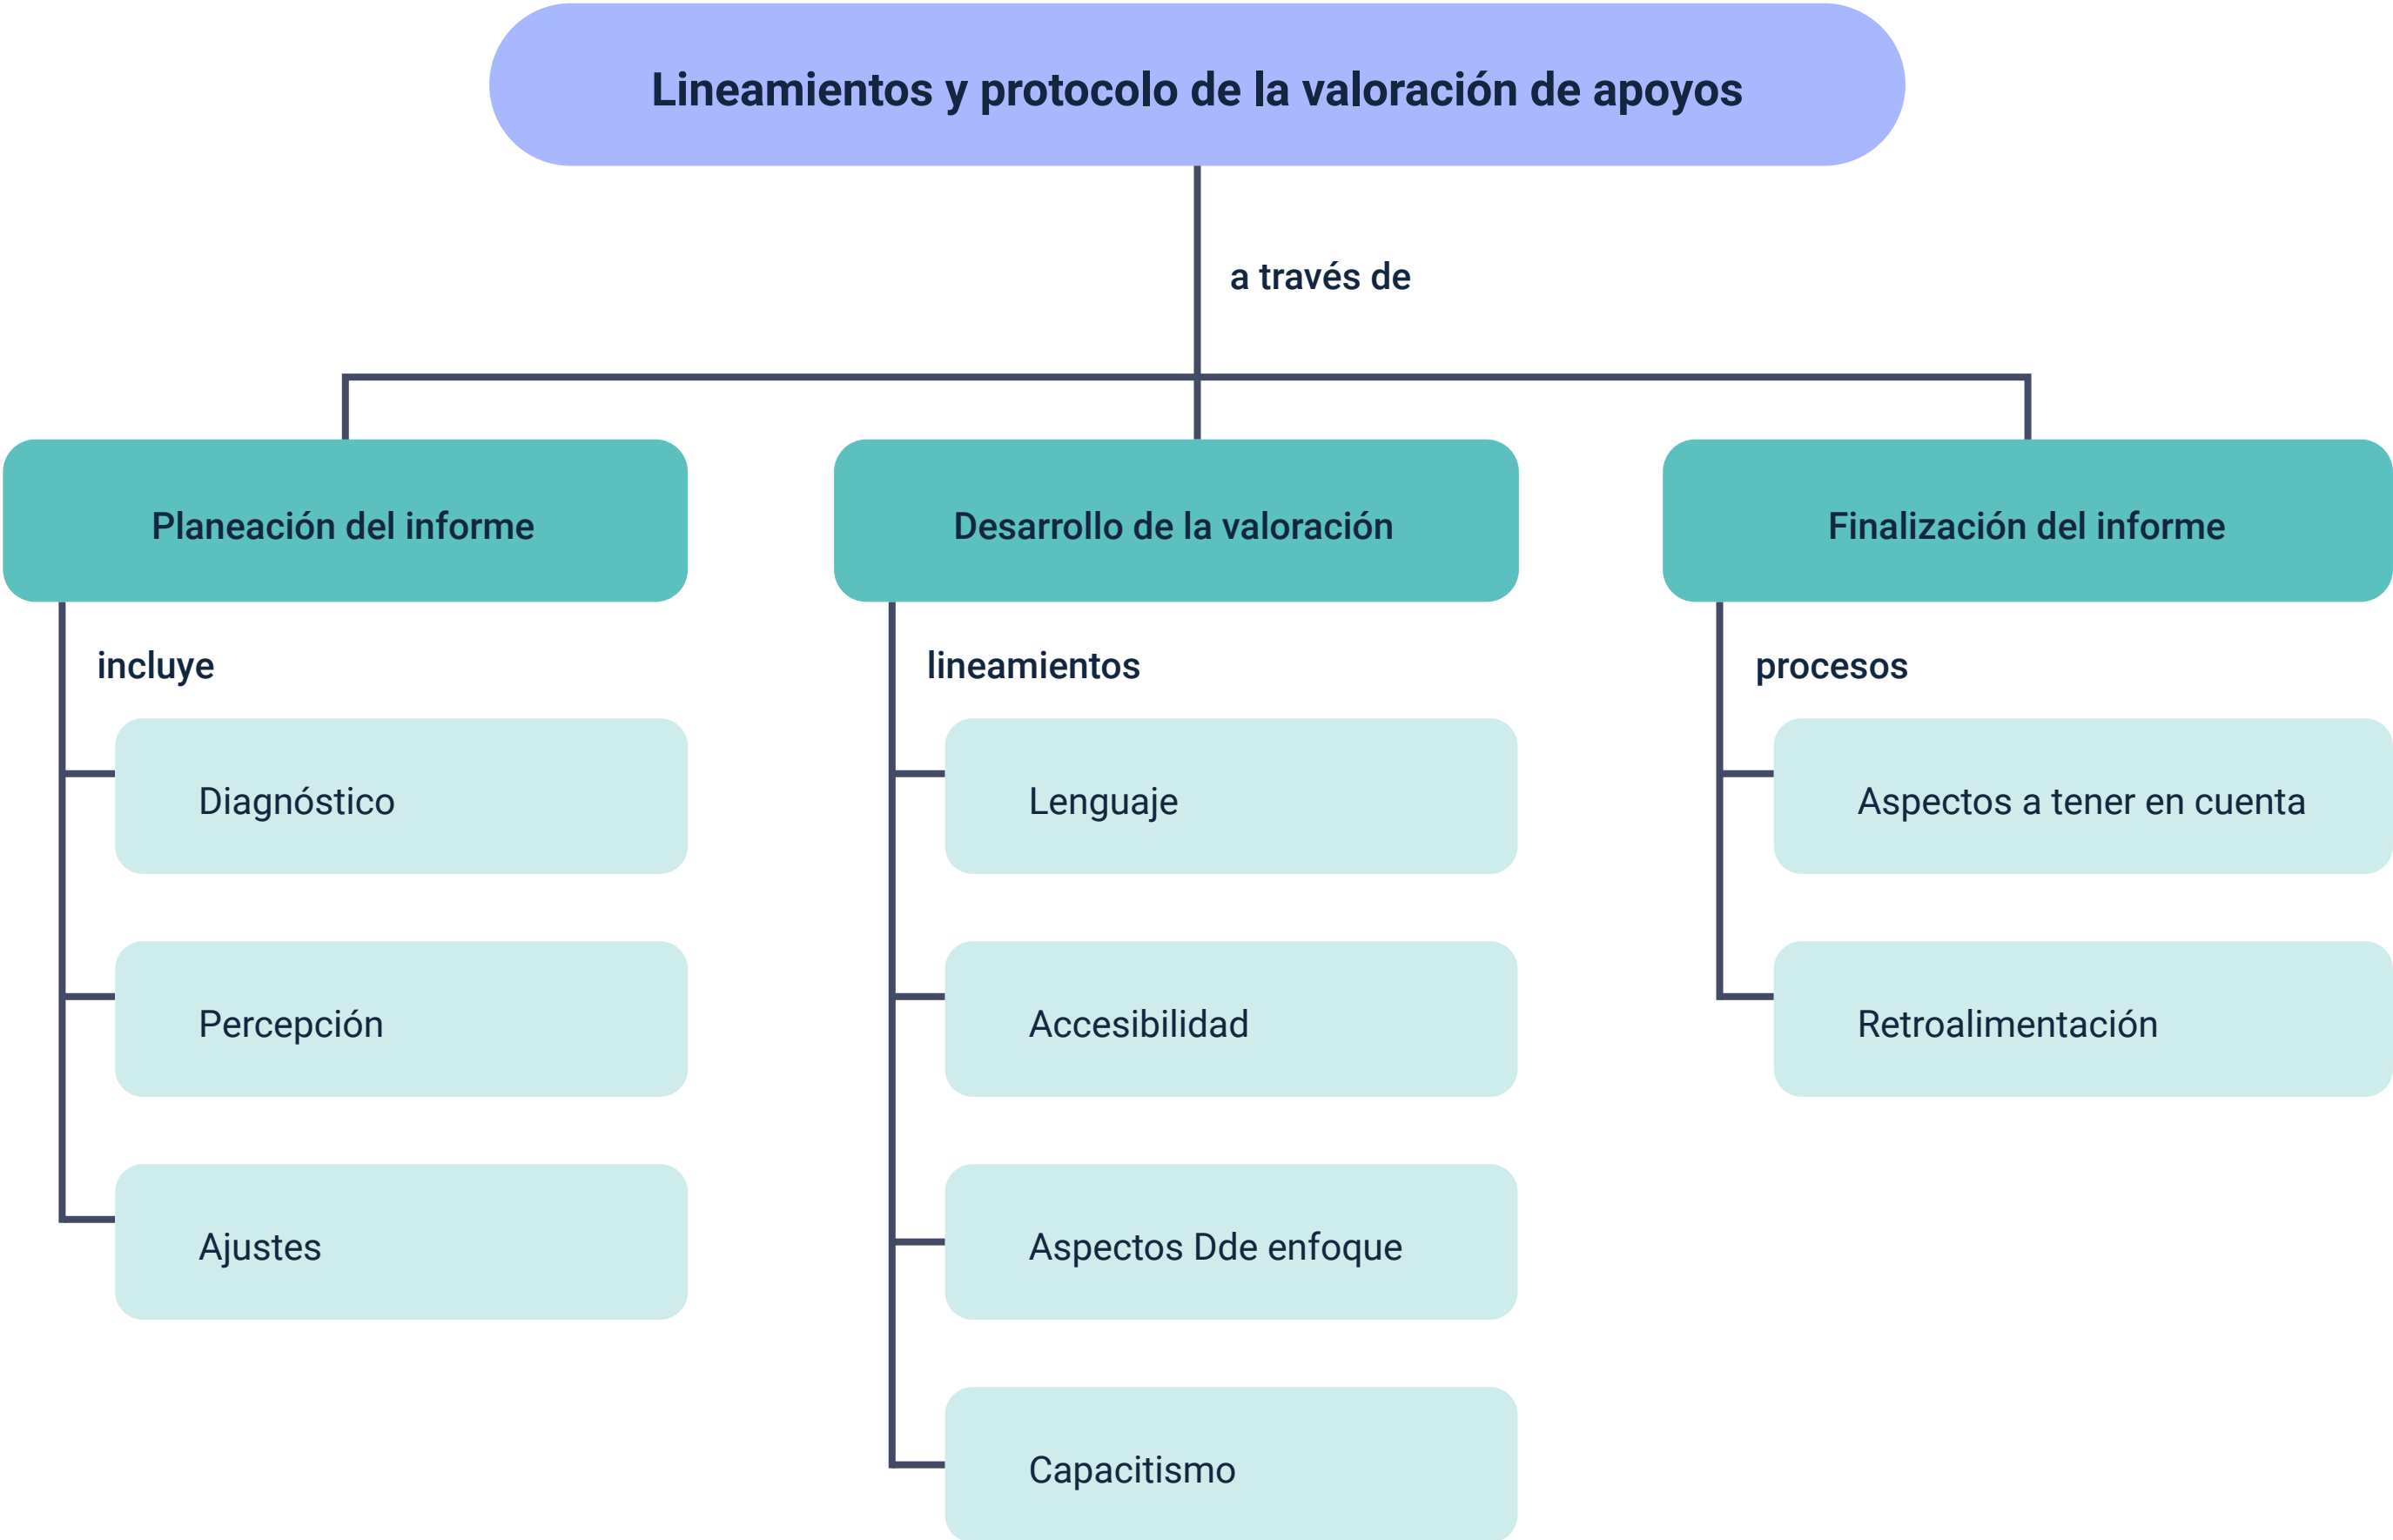 Lineamientos y protocolo de la valoración de apoyos
a través de
Planeación del informe
incluye
Diagnóstico
Percepción
Ajustes
Desarrollo de la valoración
lineamientos
Lenguaje
Accesibilidad
Aspectos Dde enfoque
Capacitismo
Finalización del informe
procesos
Aspectos a tener en cuenta
Retroalimentación